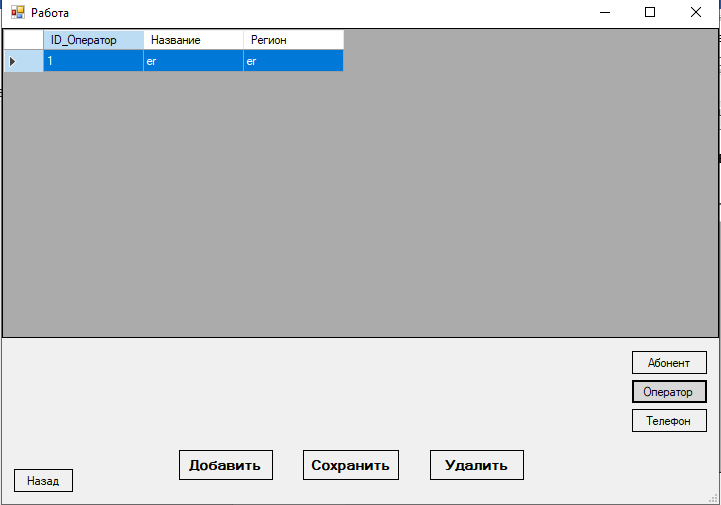 Работа
ID_Оператор Название Регион
1 er er
Абонент
Оператор
Телефон
Добавить Сохранить Удалить
Назад